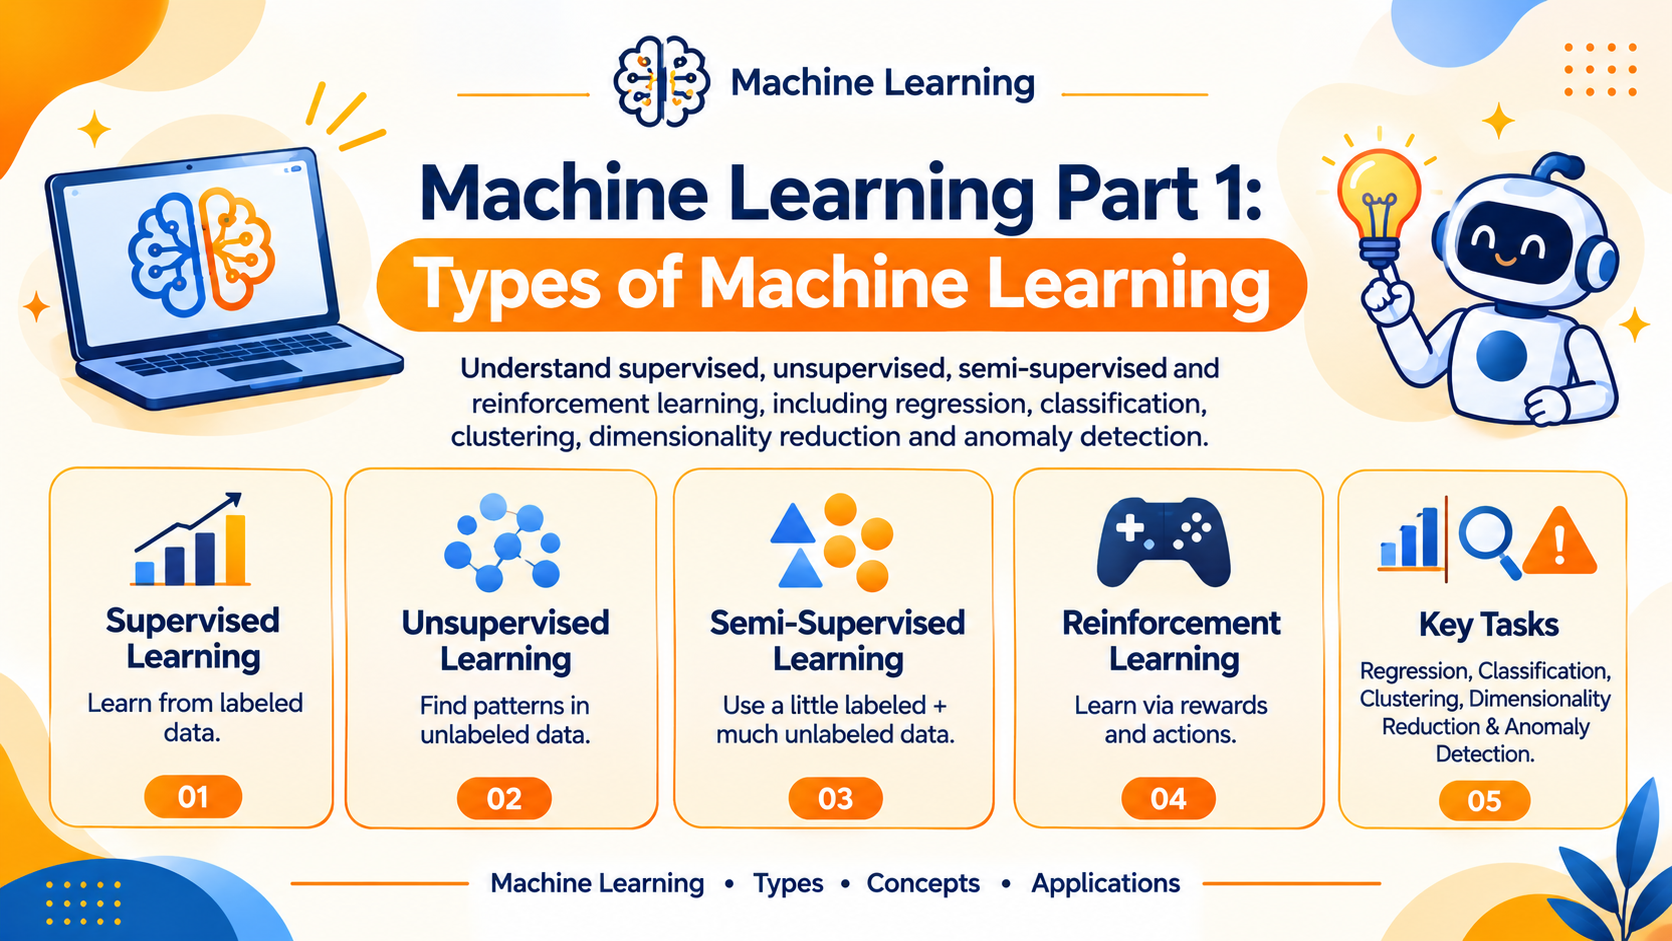 Machine Learning
Machine Learning Part 1:
Types of Machine Learning
Understand supervised, unsupervised, semi-supervised and
reinforcement learning, including regression, classification,
clustering, dimensionality reduction and anomaly detection.
Supervised
Learning
Learn from labeled
data.
01
Unsupervised
Learning
Find patterns in
unlabeled data.
02
Semi-Supervised
Learning
Use a little labeled +
much unlabeled data.
03
Reinforcement
Learning
Learn via rewards
and actions.
04
Key Tasks
Regression, Classification,
Clustering, Dimensionality
Reduction & Anomaly
Detection.
05
Machine Learning • Types • Concepts • Applications